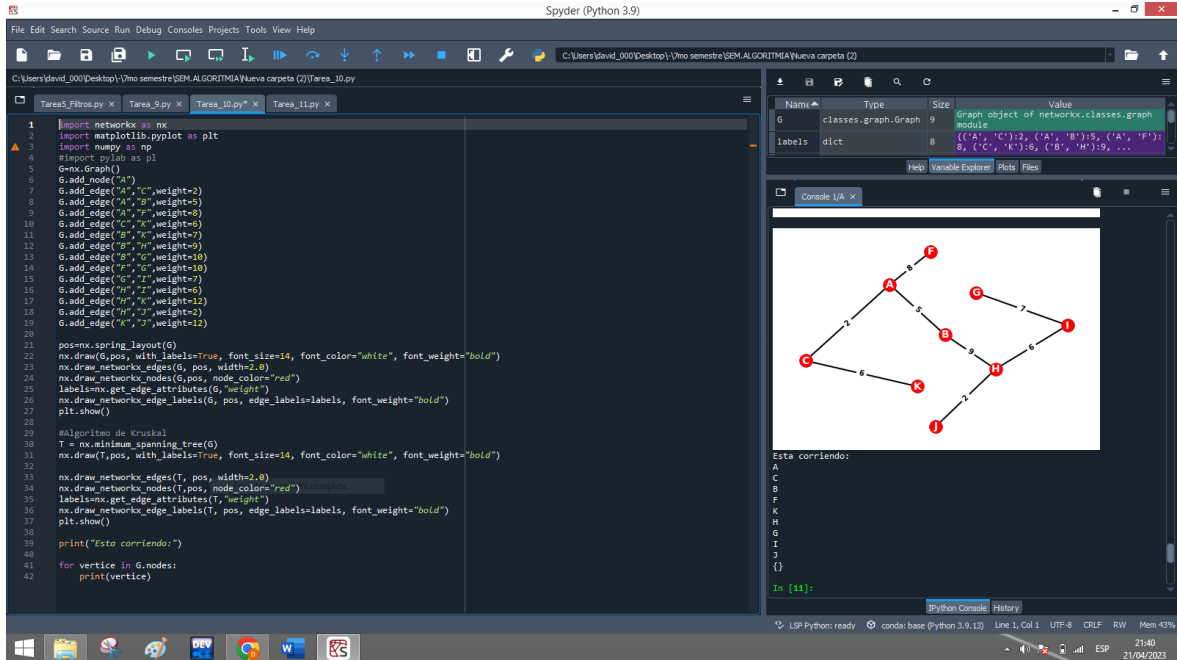 Spyder (Python 3.9)
File Edit Search Source Run Debug Consoles Projects Tools View Help
C:\Users\david_000\Desktop\-\7mo semestre\SEM.ALGORITMIA\Nueva carpeta (2)
C:\Users\david_000\Desktop\-\7mo semestre\SEM.ALGORITMIA\Nueva carpeta (2)\Tarea_10.py
Tarea5_Filtros.py × Tarea_9.py × Tarea_10.py* × Tarea_11.py ×
1 import networkx as nx
2 import matplotlib.pyplot as plt
3 import numpy as np
4 #import pylab as pl
5 G=nx.Graph()
6 G.add_node("A")
7 G.add_edge("A","C",weight=2)
8 G.add_edge("A","B",weight=5)
9 G.add_edge("A","F",weight=8)
10 G.add_edge("C","K",weight=6)
11 G.add_edge("B","K",weight=7)
12 G.add_edge("B","H",weight=9)
13 G.add_edge("B","G",weight=10)
14 G.add_edge("F","G",weight=10)
15 G.add_edge("G","I",weight=7)
16 G.add_edge("H","I",weight=6)
17 G.add_edge("H","K",weight=12)
18 G.add_edge("H","J",weight=2)
19 G.add_edge("K","J",weight=12)
20
21 pos=nx.spring_layout(G)
22 nx.draw(G,pos, with_labels=True, font_size=14, font_color="white", font_weight="bold")
23 nx.draw_networkx_edges(G, pos, width=2.0)
24 nx.draw_networkx_nodes(G,pos, node_color="red")
25 labels=nx.get_edge_attributes(G,"weight")
26 nx.draw_networkx_edge_labels(G, pos, edge_labels=labels, font_weight="bold")
27 plt.show()
28
29 #Algoritmo de Kruskal
30 T = nx.minimum_spanning_tree(G)
31 nx.draw(T,pos, with_labels=True, font_size=14, font_color="white", font_weight="bold")
32
33 nx.draw_networkx_edges(T, pos, width=2.0)
34 nx.draw_networkx_nodes(T,pos, node_color="red") completa
35 labels=nx.get_edge_attributes(T,"weight")
36 nx.draw_networkx_edge_labels(T, pos, edge_labels=labels, font_weight="bold")
37 plt.show()
38
39 print("Esta corriendo:")
40
41 for vertice in G.nodes:
42 print(vertice)
Name Type Size Value
G classes.graph.Graph 9 Graph object of networkx.classes.graph
module
labels dict 8 {('A', 'C'):2, ('A', 'B'):5, ('A', 'F'):
8, ('C', 'K'):6, ('B', 'H'):9, ...
Help Variable Explorer Plots Files
Console 1/A ×
F
8
A
G
7
5
I
2
B
9
6
C
H
6
K
2
J
Esta corriendo:
A
C
B
F
K
H
G
I
J
{}
In [11]:
IPython Console History
LSP Python: ready conda: base (Python 3.9.13) Line 1, Col 1 UTF-8 CRLF RW Mem 43%
DEV
W
ESP
21:40
21/04/2023